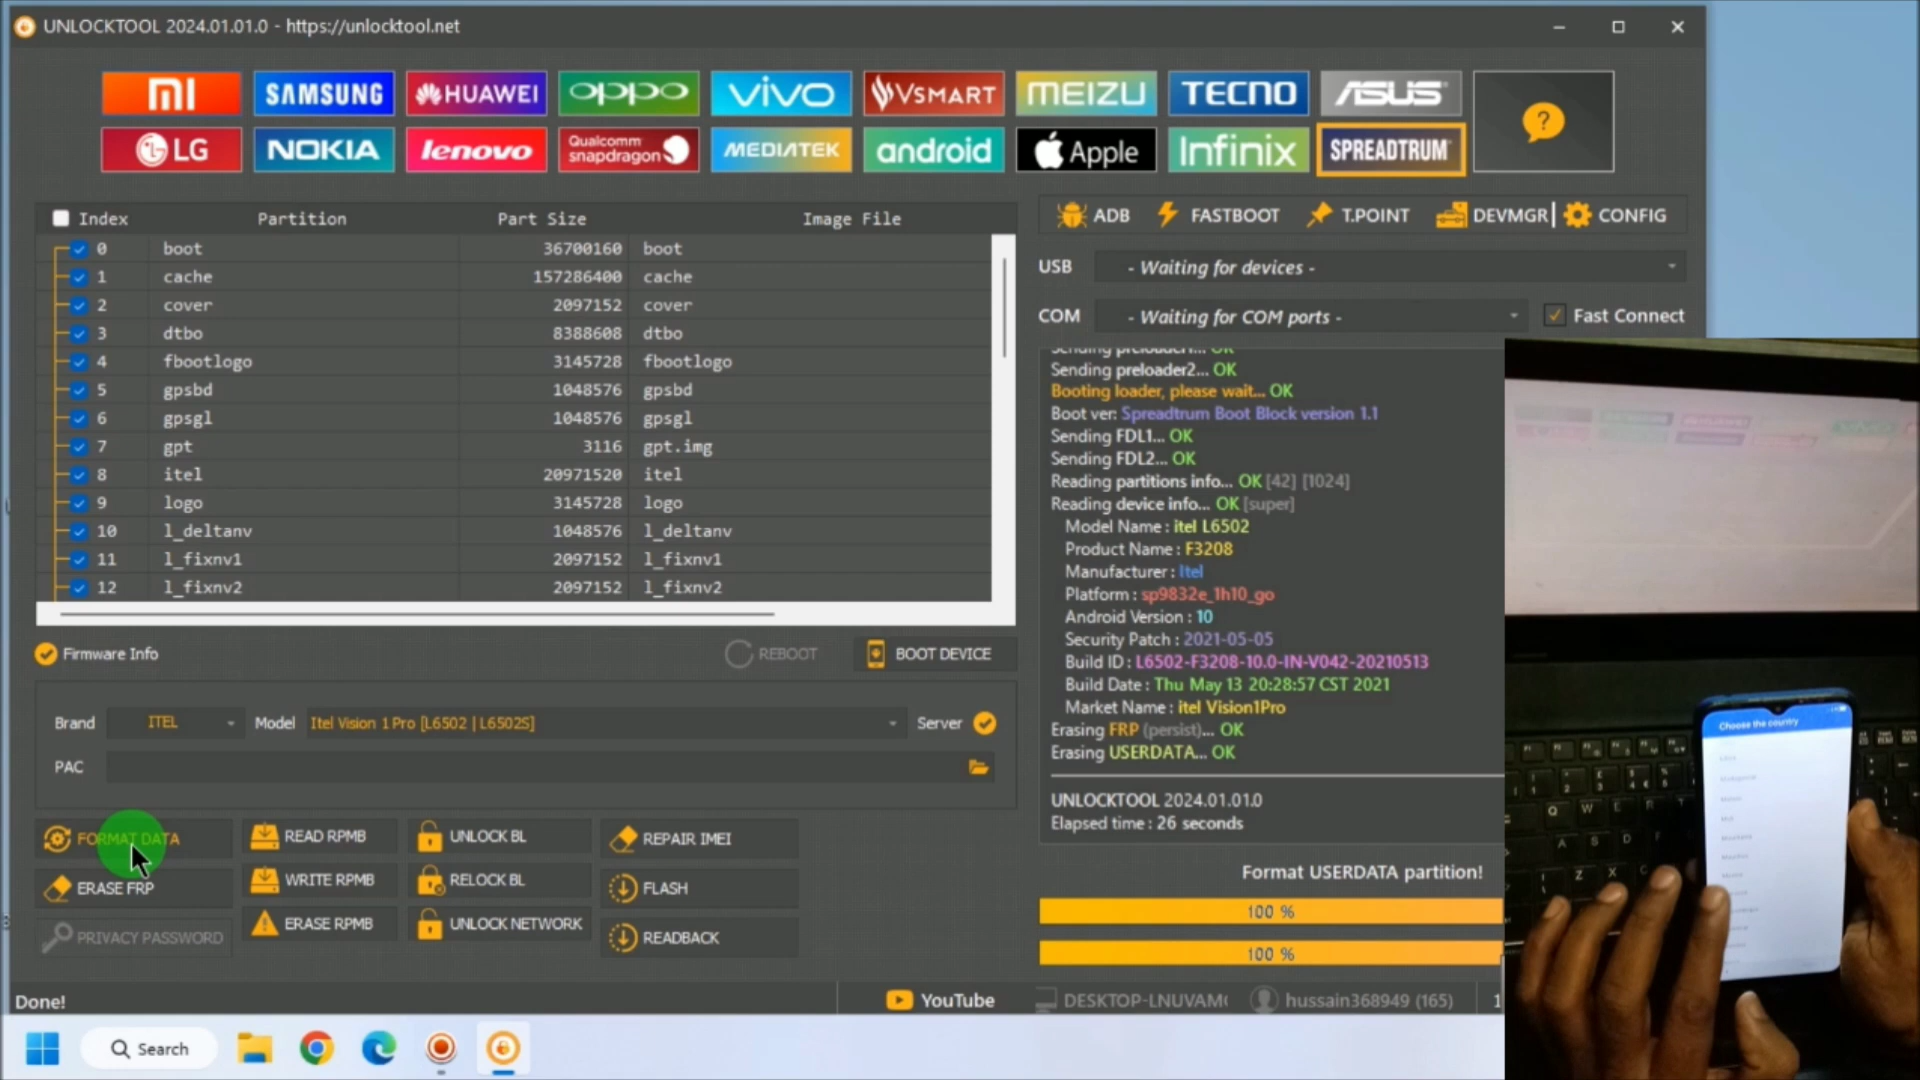 UNLOCKTOOL 2024.01.01.0 - https://unlocktool.net
SAMSUNG HUAWEI oppo vivo VSMART MEIZU TECNO ASUS ?
LG NOKIA lenovo Qualcomm snapdragon MEDIATEK android Apple Infinix SPREADTRUM
Index Partition Part Size Image File
0 boot 36700160 boot
1 cache 157286400 cache
2 cover 2097152 cover
3 dtbo 8388608 dtbo
4 fbootlogo 3145728 fbootlogo
5 gpsbd 1048576 gpsbd
6 gpsgl 1048576 gpsgl
7 gpt 3116 gpt.img
8 itel 20971520 itel
9 logo 3145728 logo
10 l_deltanv 1048576 l_deltanv
11 l_fixnv1 2097152 l_fixnv1
12 l_fixnv2 2097152 l_fixnv2
Firmware Info REBOOT BOOT DEVICE
Brand ITEL Model Itel Vision 1 Pro [L6502 | L6502S] Server
PAC
FORMAT DATA READ RPMB UNLOCK BL REPAIR IMEI
ERASE FRP WRITE RPMB RELOCK BL FLASH
PRIVACY PASSWORD ERASE RPMB UNLOCK NETWORK READBACK
ADB FASTBOOT T.POINT DEVMGR CONFIG
USB - Waiting for devices -
COM - Waiting for COM ports - Fast Connect
Sending preloader1... OK
Sending preloader2... OK
Booting loader, please wait... OK
Boot ver: Spreadtrum Boot Block version 1.1
Sending FDL1... OK
Sending FDL2... OK
Reading partitions info... OK [42] [1024]
Reading device info... OK [super]
Model Name : itel L6502
Product Name : F3208
Manufacturer : Itel
Platform : sp9832e_1h10_go
Android Version : 10
Security Patch : 2021-05-05
Build ID : L6502-F3208-10.0-IN-V042-20210513
Build Date : Thu May 13 20:28:57 CST 2021
Market Name : itel Vision1Pro
Erasing FRP (persist)... OK
Erasing USERDATA... OK
UNLOCKTOOL 2024.01.01.0
Elapsed time : 26 seconds
Format USERDATA partition!
100 %
100 %
Done! YouTube DESKTOP-LNUVAM hussain368949 (165) 1
Search
Choose the country